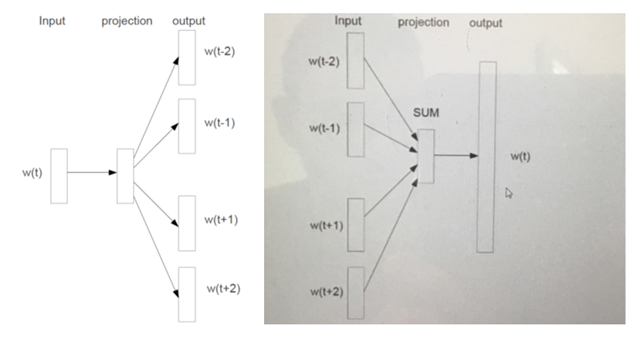 Input projection output
w(t-2)
w(t-1)
w(t)
w(t+1)
w(t+2)
Input projection output
w(t-2)
SUM
w(t-1)
w(t)
w(t+1)
w(t+2)